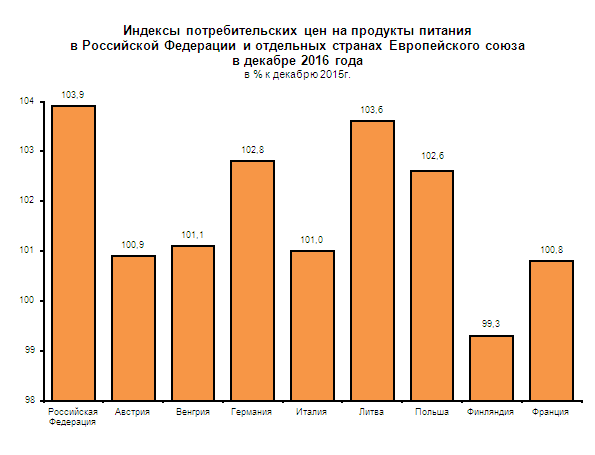 Индексы потребительских цен на продукты питания
в Российской Федерации и отдельных странах Европейского союза
в декабре 2016 года
в % к декабрю 2015г.
104
103
102
101
100
99
98
103,9
100,9
101,1
102,8
101,0
103,6
102,6
99,3
100,8
Российская
Федерация
Австрия
Венгрия
Германия
Италия
Литва
Польша
Финляндия
Франция